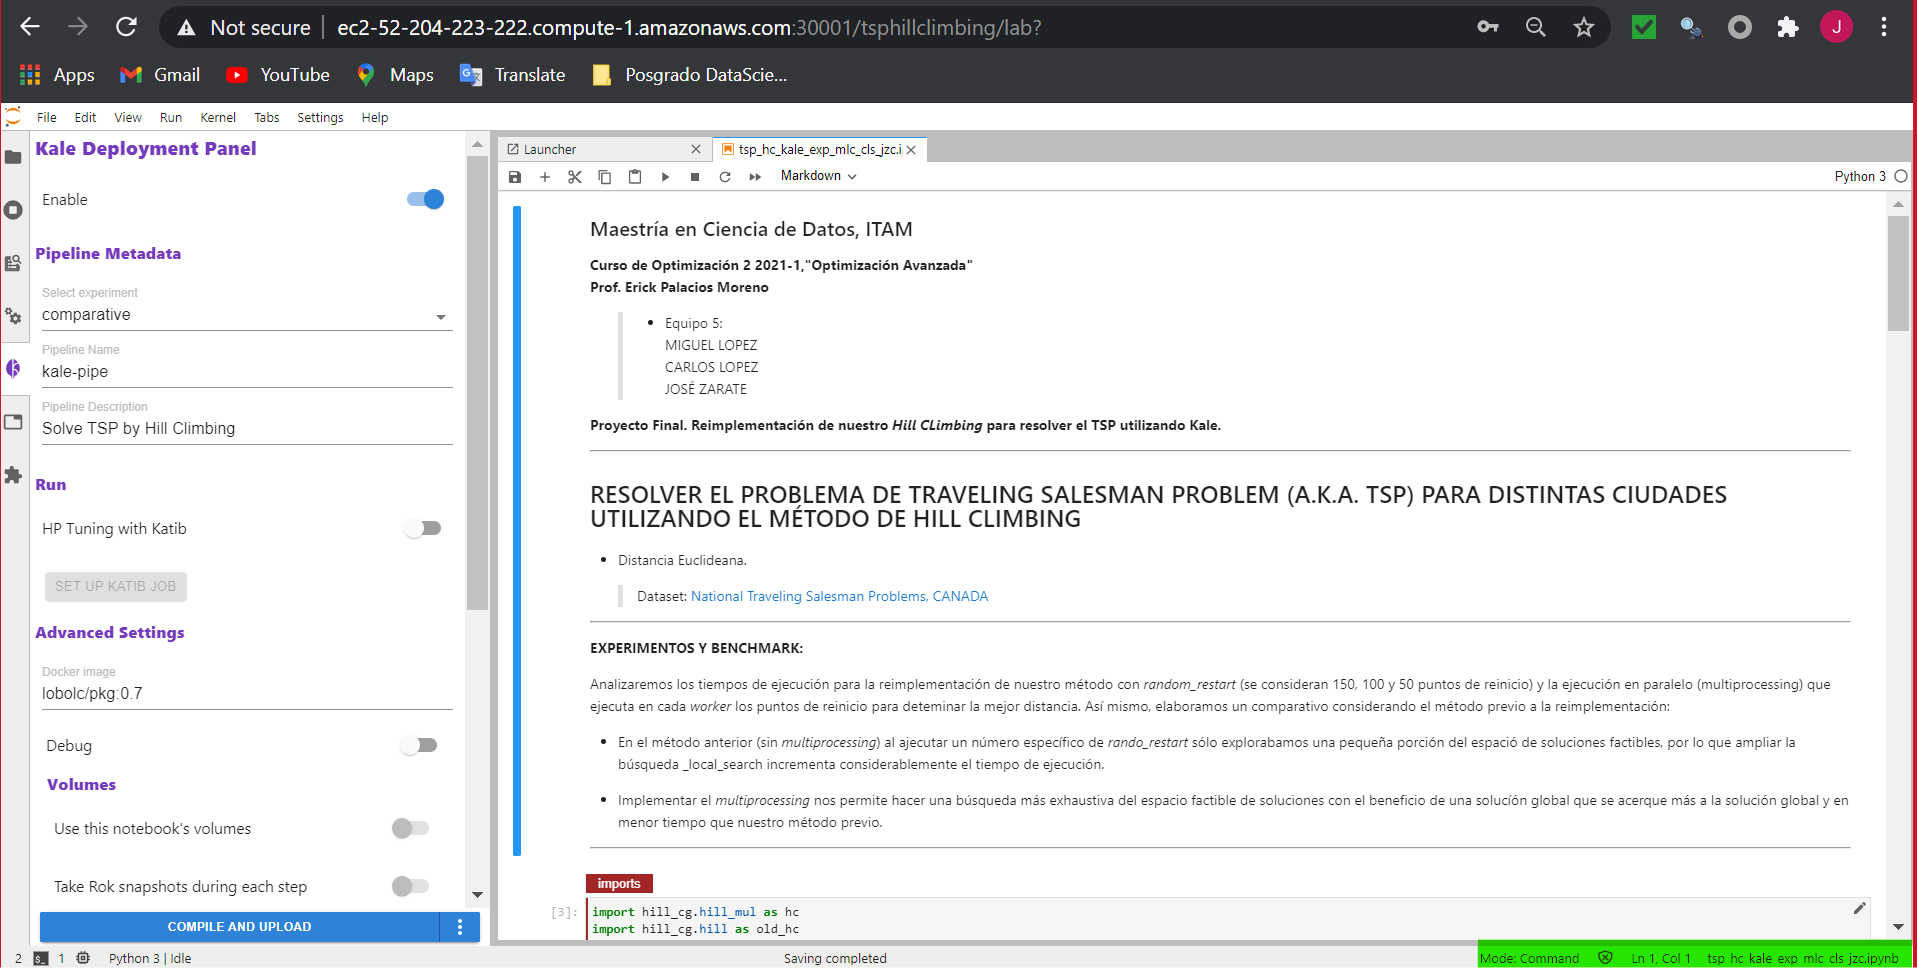 Not secure | ec2-52-204-223-222.compute-1.amazonaws.com:30001/tsphillclimbing/lab?
J
Apps Gmail YouTube Maps Translate Posgrado DataScie...
File Edit View Run Kernel Tabs Settings Help
Kale Deployment Panel
Enable
Pipeline Metadata
Select experiment
comparative
Pipeline Name
kale-pipe
Pipeline Description
Solve TSP by Hill Climbing
Run
HP Tuning with Katib
SET UP KATIB JOB
Advanced Settings
Docker image
lobolc/pkg:0.7
Debug
Volumes
Use this notebook's volumes
Take Rok snapshots during each step
COMPILE AND UPLOAD
Launcher
tsp_hc_kale_exp_mlc_cls_jzc.i
Markdown
Python 3
Maestría en Ciencia de Datos, ITAM
Curso de Optimización 2 2021-1,"Optimización Avanzada"
Prof. Erick Palacios Moreno
• Equipo 5:
MIGUEL LOPEZ
CARLOS LOPEZ
JOSÉ ZARATE
Proyecto Final. Reimplementación de nuestro Hill CLimbing para resolver el TSP utilizando Kale.
RESOLVER EL PROBLEMA DE TRAVELING SALESMAN PROBLEM (A.K.A. TSP) PARA DISTINTAS CIUDADES
UTILIZANDO EL MÉTODO DE HILL CLIMBING
• Distancia Euclideana.
Dataset: National Traveling Salesman Problems, CANADA
EXPERIMENTOS Y BENCHMARK:
Analizaremos los tiempos de ejecución para la reimplementación de nuestro método con random_restart (se consideran 150, 100 y 50 puntos de reinicio) y la ejecución en paralelo (multiprocessing) que
ejecuta en cada worker los puntos de reinicio para deteminar la mejor distancia. Así mismo, elaboramos un comparativo considerando el método previo a la reimplementación:
• En el método anterior (sin multiprocessing) al ajecutar un número específico de rando_restart sólo explorabamos una pequeña porción del espació de soluciones factibles, por lo que ampliar la
búsqueda _local_search incrementa considerablemente el tiempo de ejecución.
• Implementar el multiprocessing nos permite hacer una búsqueda más exhaustiva del espacio factible de soluciones con el beneficio de una solucíón global que se acerque más a la solución global y en
menor tiempo que nuestro método previo.
imports
[3]: import hill_cg.hill_mul as hc
import hill_cg.hill as old_hc
2 1 Python 3 | Idle
Saving completed
Mode: Command Ln 1, Col 1 tsp_hc_kale_exp_mlc_cls_jzc.ipynb